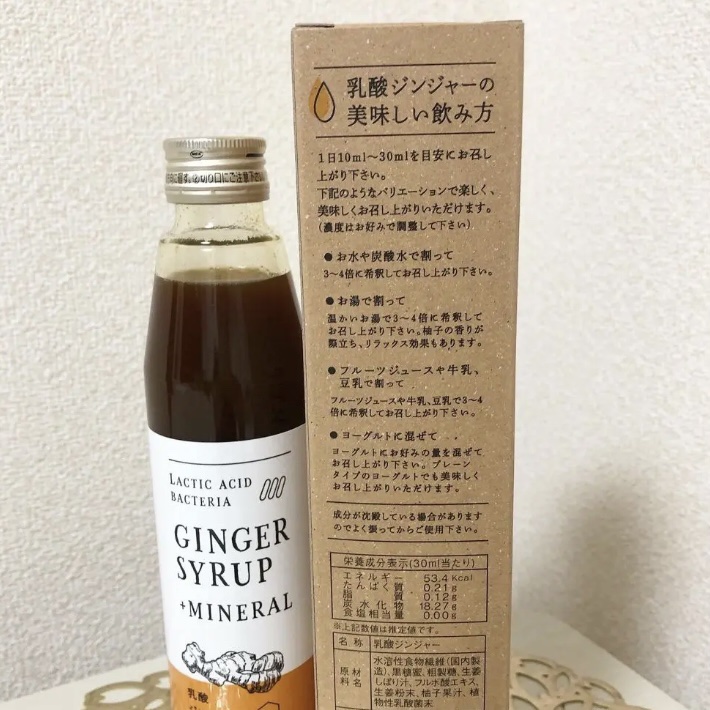 切り口にご注意下さい
LACTIC ACID
BACTERIA
GINGER
SYRUP
+MINERAL
乳酸
乳酸ジンジャーの
美味しい飲み方
1日10ml〜30mlを目安にお召し
上がり下さい。
下記のようなバリエーションで楽しく、
美味しくお召し上がりいただけます。
(濃度はお好みで調整して下さい)
●お水や炭酸水で割って
3〜4倍に希釈してお召し上がり下さい。
●お湯で割って
温かいお湯で3〜4倍に希釈して
お召し上がり下さい。柚子の香りが
際立ち、リラックス効果もあります。
●フルーツジュースや牛乳、
豆乳で割って
フルーツジュースや牛乳、豆乳で3〜4
倍に希釈してお召し上がり下さい。
●ヨーグルトに混ぜて
ヨーグルトにお好みの量を混ぜて
お召し上がり下さい。プレーン
タイプのヨーグルトでも美味しく
お召し上がりいただけます。
成分が沈殿している場合があります
のでよく振ってからご使用下さい。
栄養成分表示(30ml当たり)
エネルギー 53.4Kcal
たんぱく質 0.21g
脂質 0.12g
炭水化物 18.27g
食塩相当量 0.00g
※上記数値は推定値です。
名称 乳酸ジンジャー
原材料名 水溶性食物繊維(国内製
造)、黒糖蜜、粗製糖、生姜
しぼり汁、フルボ酸エキス、
生姜粉末、柚子果汁、植物
性乳酸菌末